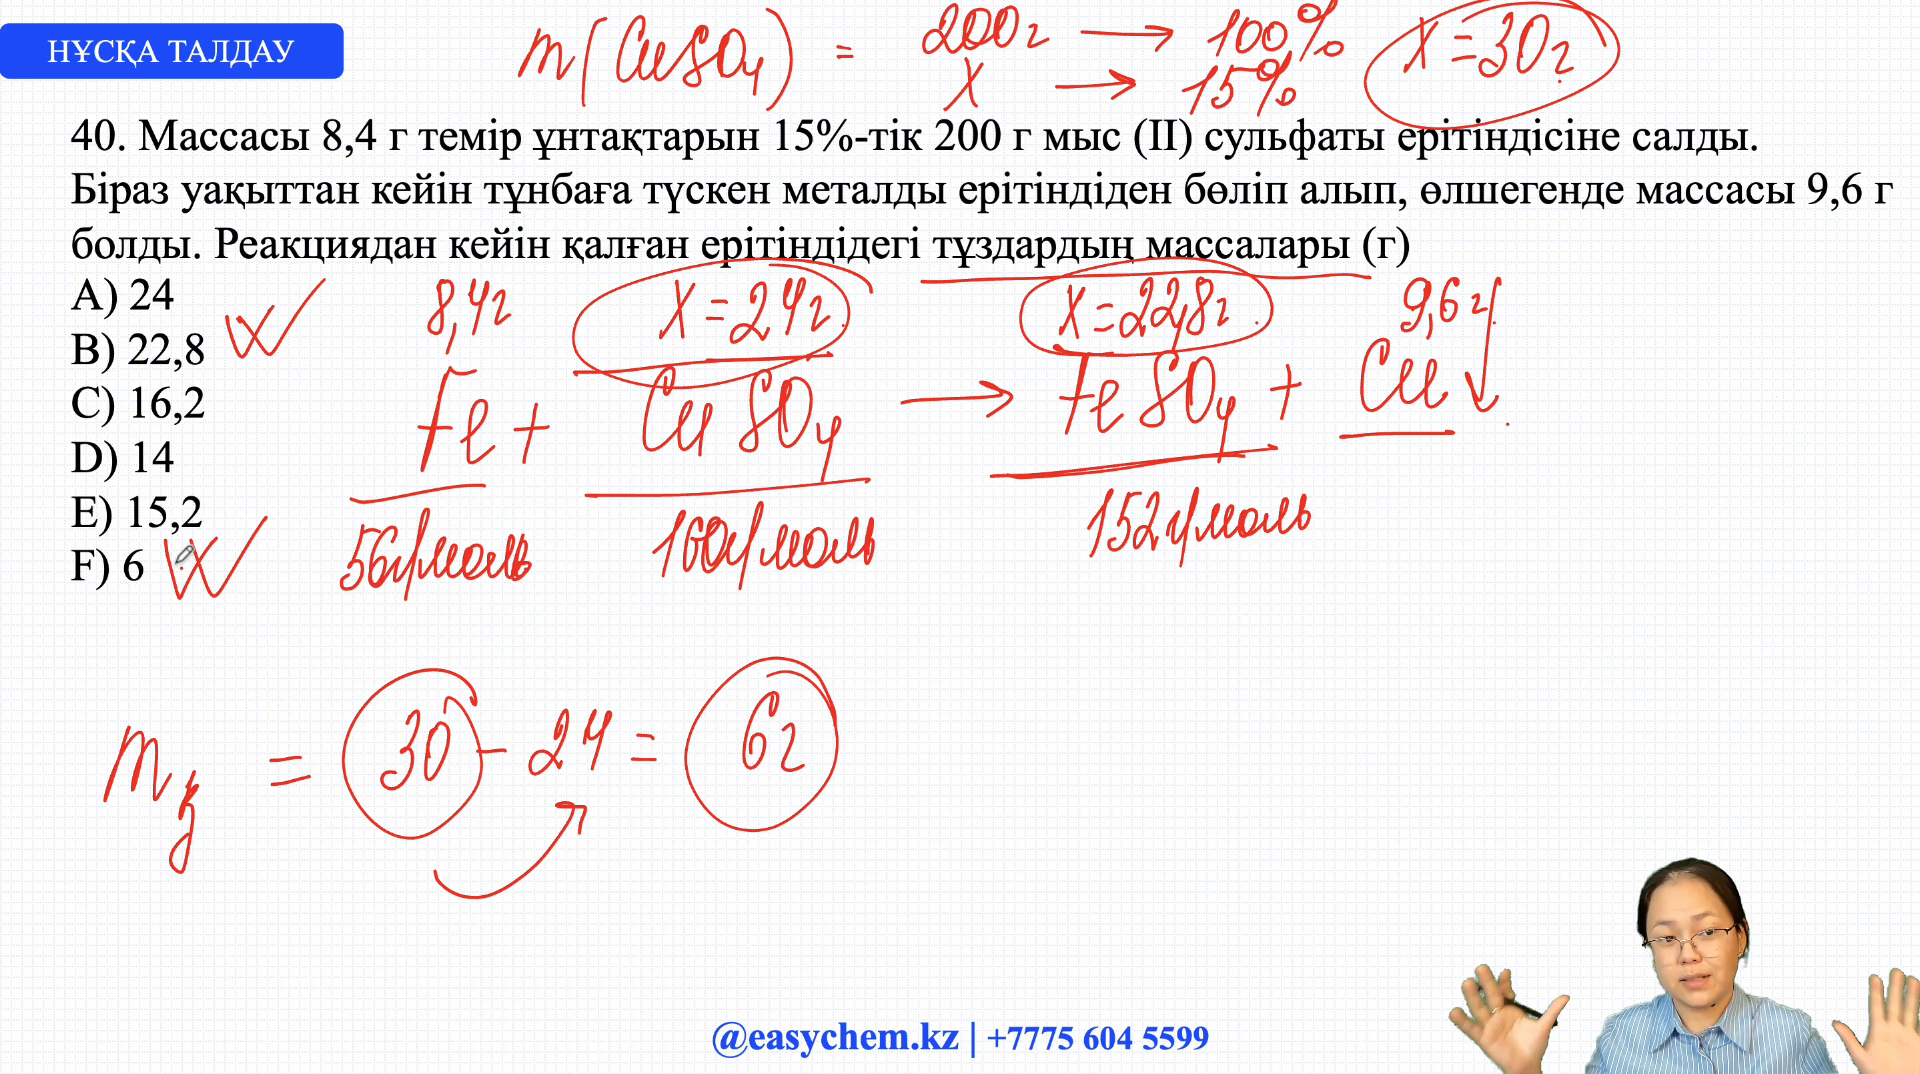 НҰСҚА ТАЛДАУ
m(CuSO4) = 200г → 100% X=30г
X → 15%
40. Массасы 8,4 г темір ұнтақтарын 15%-тік 200 г мыс (II) сульфаты ерітіндісіне салды.
Біраз уақыттан кейін тұнбаға түскен металды ерітіндіден бөліп алып, өлшегенде массасы 9,6 г
болды. Реакциядан кейін қалған ерітіндідегі тұздардың массалары (г)
A) 24
B) 22,8
C) 16,2
D) 14
E) 15,2
F) 6
8,4г X=24г X=22,8г 9,6г
Fe + CuSO4 → FeSO4 + Cu↓
56г/моль 160г/моль 152г/моль
m = 30 - 24 = 6г
@easychem.kz | +7775 604 5599